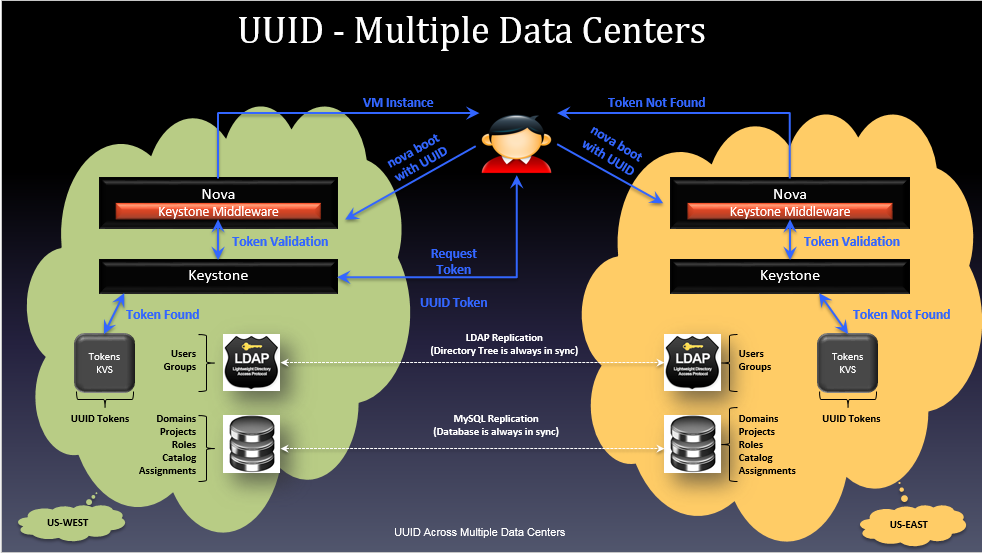 UUID - Multiple Data Centers
VM Instance
Token Not Found
nova boot
with UUID
nova boot
with UUID
Nova
Keystone Middleware
Nova
Keystone Middleware
Token Validation
Token Validation
Request
Token
Keystone
Keystone
UUID Token
Token Found
Token Not Found
Tokens
KVS
Users
Groups
LDAP
Lightweight Directory
Access Protocol
LDAP Replication
(Directory Tree is always in sync)
LDAP
Lightweight Directory
Access Protocol
Users
Groups
Tokens
KVS
UUID Tokens
UUID Tokens
Domains
Projects
Roles
Catalog
Assignments
MySQL Replication
(Database is always in sync)
Domains
Projects
Roles
Catalog
Assignments
US-WEST
US-EAST
UUID Across Multiple Data Centers